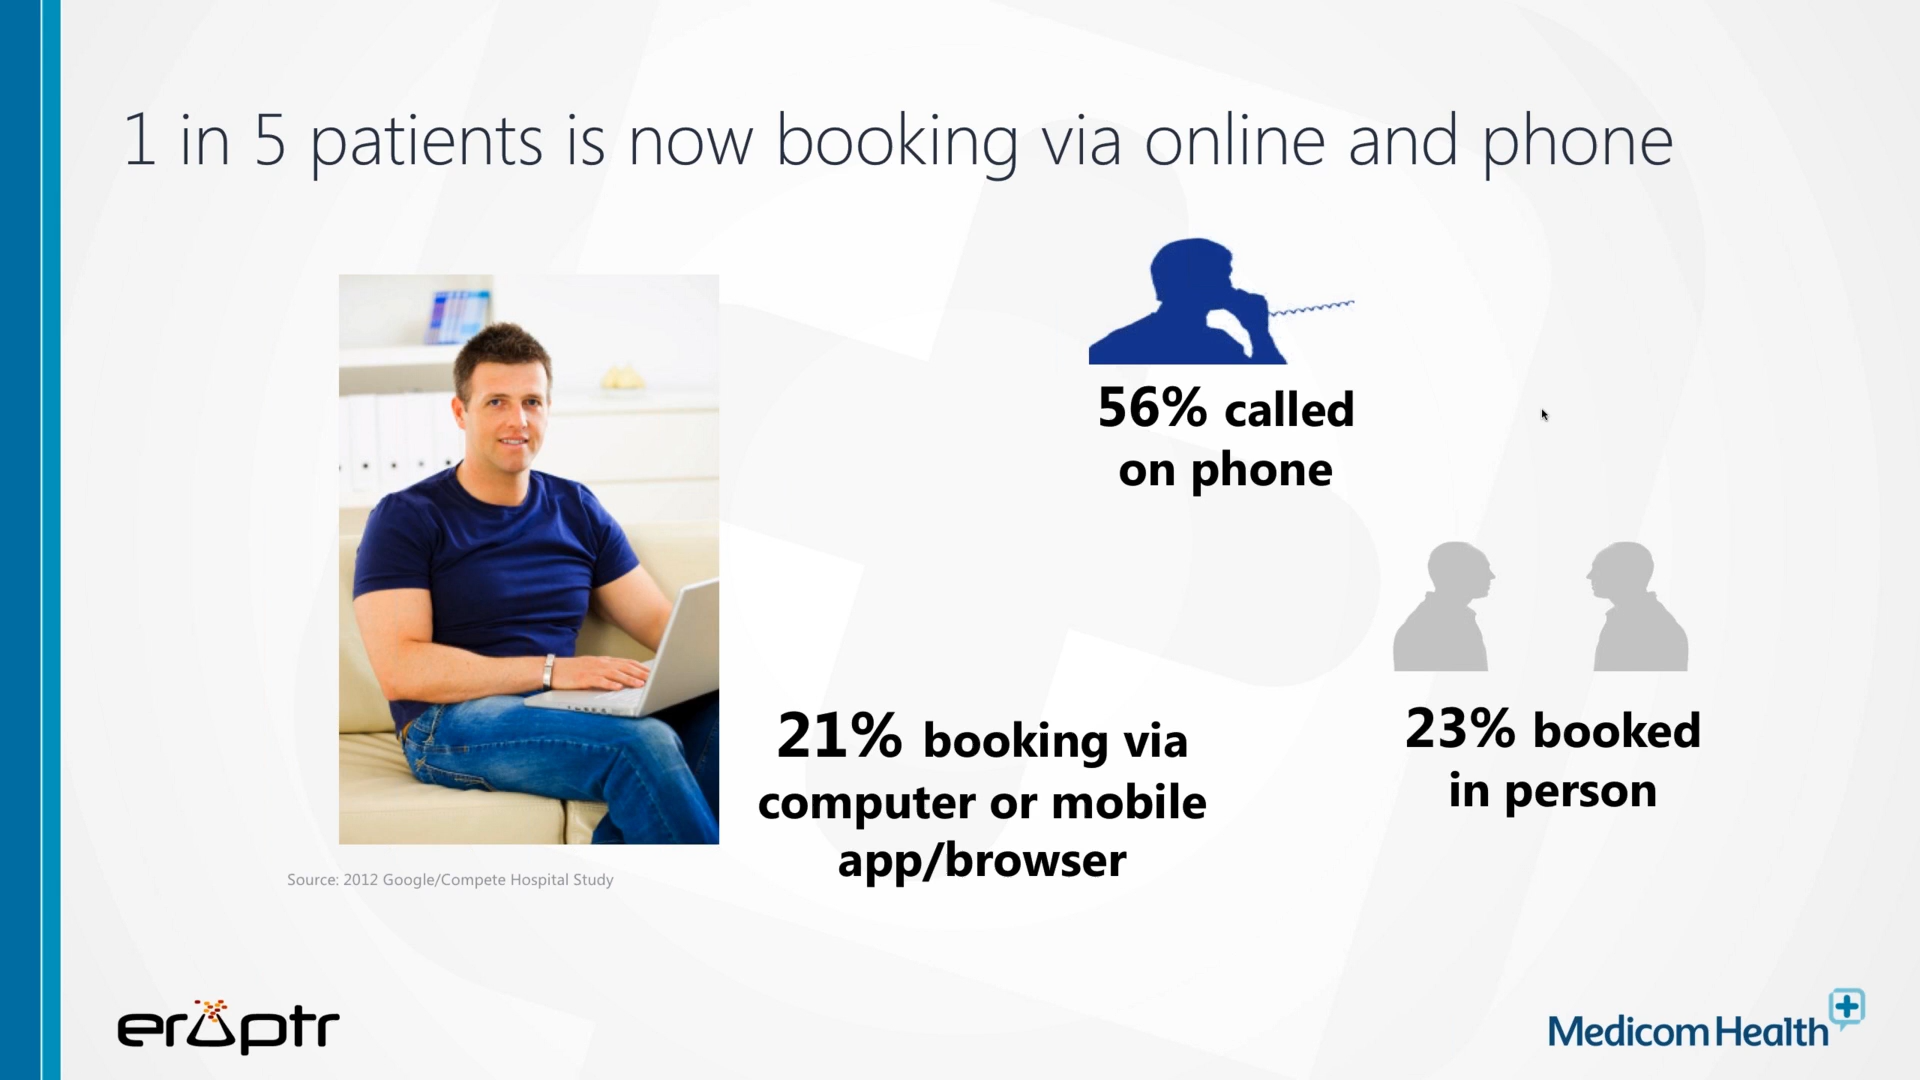 1 in 5 patients is now booking via online and phone
56% called
on phone
21% booking via
computer or mobile
app/browser
23% booked
in person
Source: 2012 Google/Compete Hospital Study
eruptr
Medicom Health